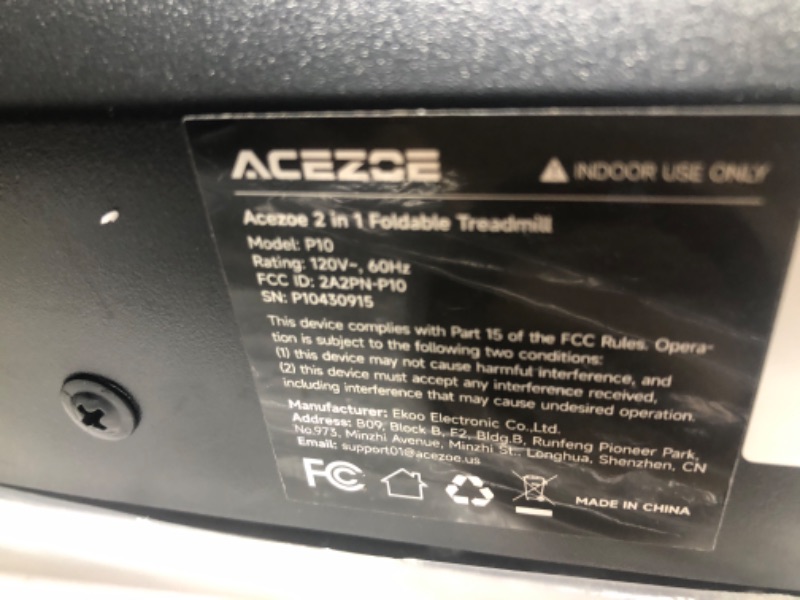 ACEZOE
INDOOR USE ONLY
Acezoe 2 in 1 Foldable Treadmill
Model: P10
Rating: 120V~, 60Hz
FCC ID: 2A2PN-P10
SN: P10430915
This device complies with Part 15 of the FCC Rules. Opera-
tion is subject to the following two conditions:
(1) this device may not cause harmful interference, and
(2) this device must accept any interference received,
including interference that may cause undesired operation.
Manufacturer: Ekoo Electronic Co.,Ltd.
Address: B09, Block B, F2, Bldg.B, Runfeng Pioneer Park,
No.973, Minzhi Avenue, Minzhi St., Longhua, Shenzhen, CN
Email: support01@acezoe.us
FC
MADE IN CHINA